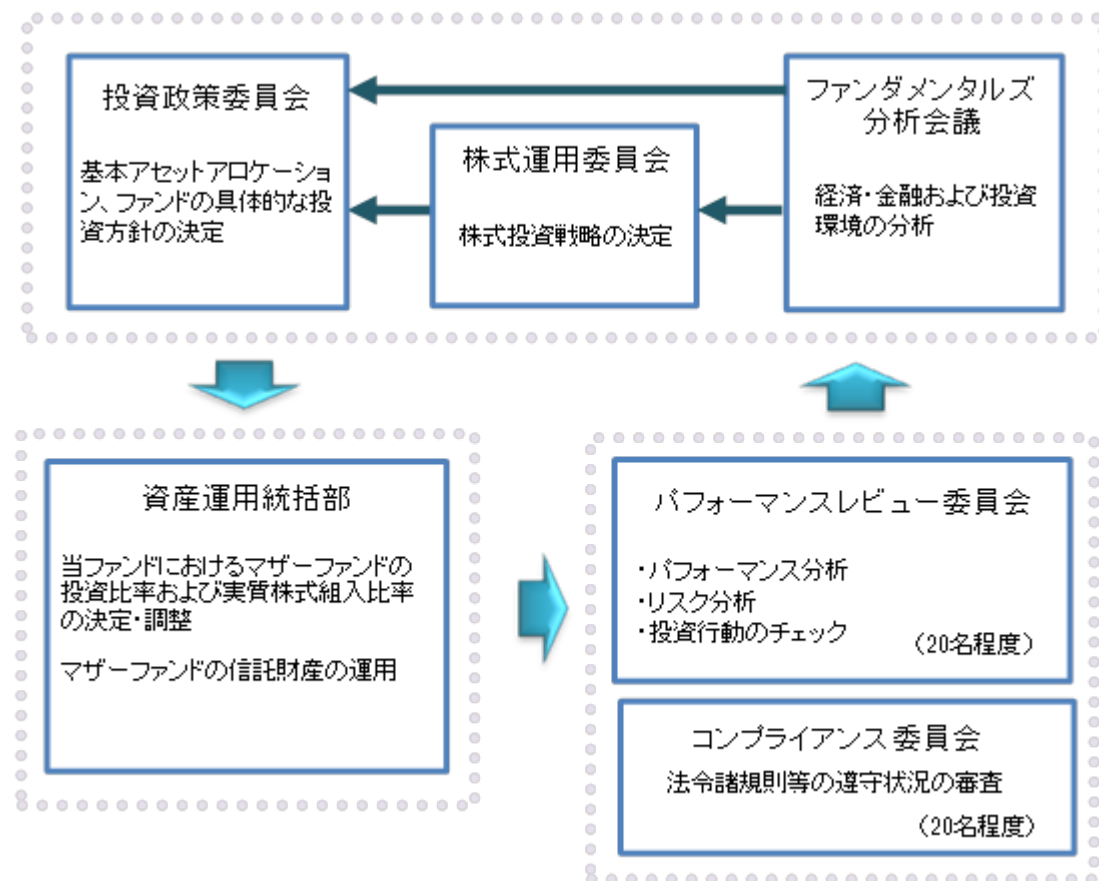 投資政策委員会
基本アセットアロケーショ
ン、ファンドの具体的な投
資方針の決定
株式運用委員会
株式投資戦略の決定
ファンダメンタルズ
分析会議
経済・金融および投資
環境の分析
資産運用統括部
当ファンドにおけるマザーファンドの
投資比率および実質株式組入比率
の決定・調整
マザーファンドの信託財産の運用
パフォーマンスレビュー委員会
・パフォーマンス分析
・リスク分析
・投資行動のチェック
（20名程度）
コンプライアンス委員会
法令諸規則等の遵守状況の審査
（20名程度）